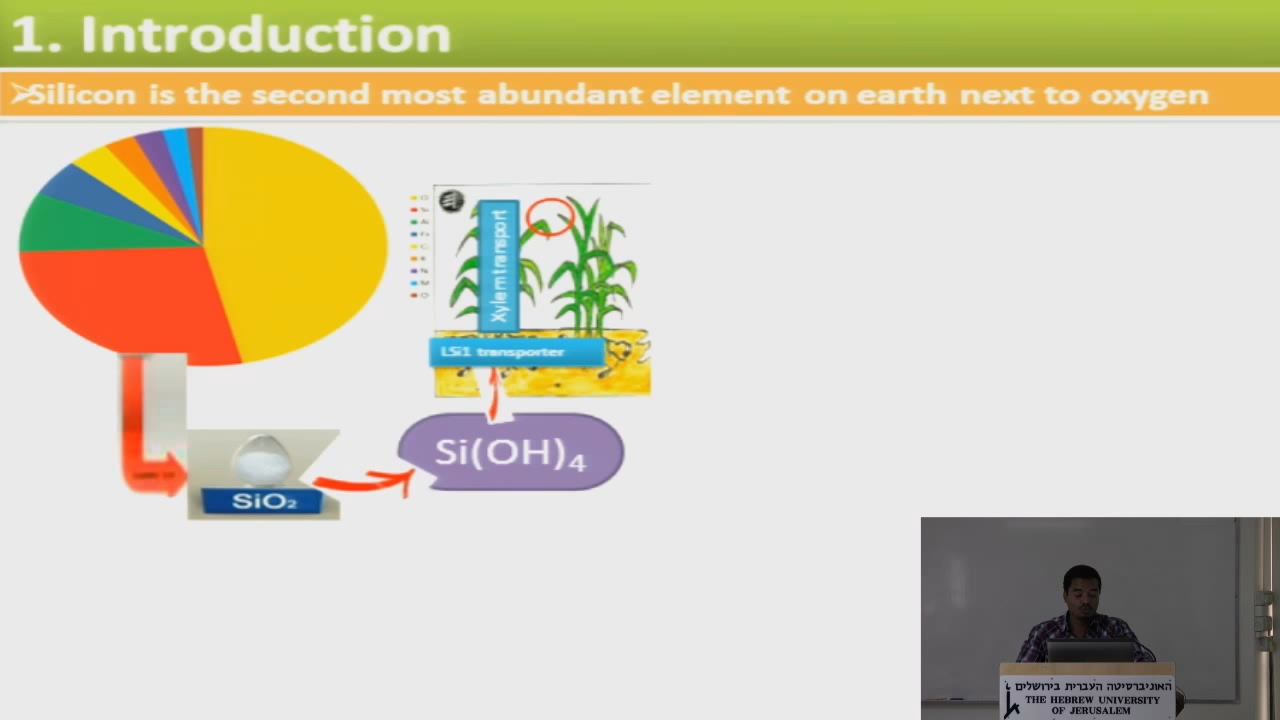 1. Introduction
Silicon is the second most abundant element on earth next to oxygen
Xylem transport
LSi1 transporter
Si(OH)4
SiO2
האוניברסיטה העברית בירושלים
THE HEBREW UNIVERSITY
OF JERUSALEM